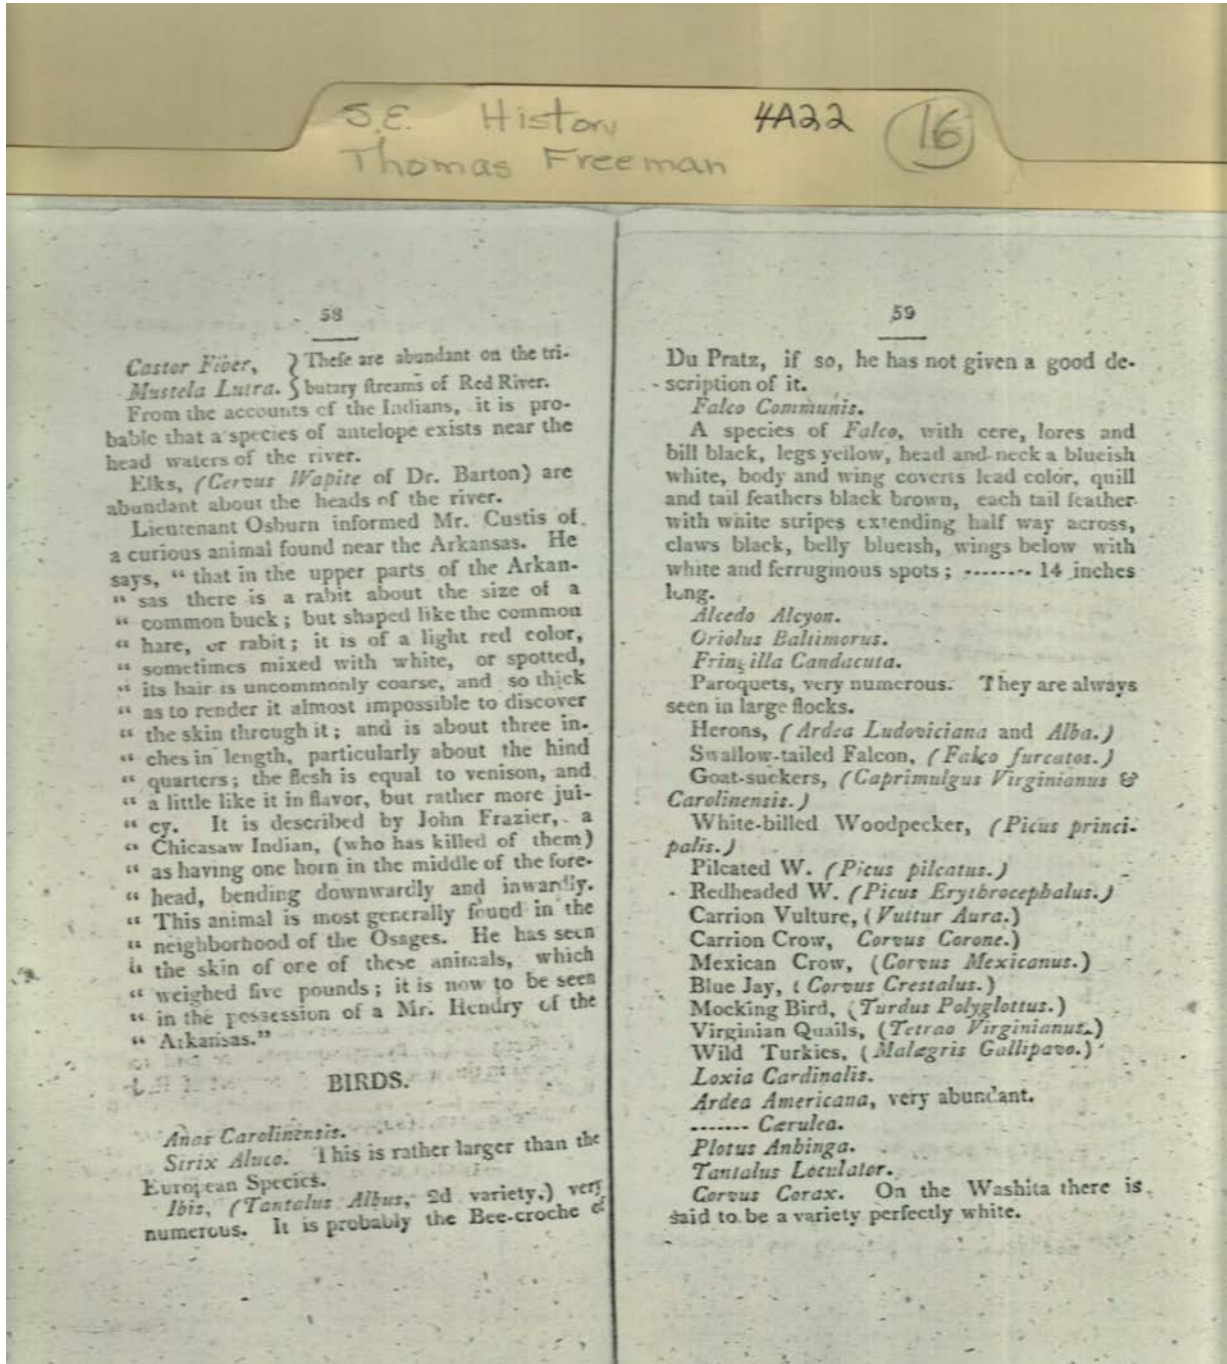 S.E. History 4A22 16
Thomas Freeman
58
Castor Fiber, } These are abundant on the tri-
Mustela Lutra. } butary streams of Red River.
From the accounts of the Indians, it is pro-
bable that a species of antelope exists near the
head waters of the river.
Elks, (Cervus Wapite of Dr. Barton) are
abundant about the heads of the river.
Lieutenant Osburn informed Mr. Custis of
a curious animal found near the Arkansas. He
says, “ that in the upper parts of the Arkan-
“ sas there is a rabit about the size of a
“ common buck ; but shaped like the common
“ hare, or rabit ; it is of a light red color,
“ sometimes mixed with white, or spotted,
“ its hair is uncommonly coarse, and so thick
“ as to render it almost impossible to discover
“ the skin through it ; and is about three in-
“ ches in length, particularly about the hind
“ quarters ; the flesh is equal to venison, and
“ a little like it in flavor, but rather more jui-
“ cy. It is described by John Frazier, a
“ Chicasaw Indian, (who has killed of them)
“ as having one horn in the middle of the fore-
“ head, bending downwardly and inwardly.
“ This animal is most generally found in the
“ neighborhood of the Osages. He has seen
“ the skin of one of these animals, which
“ weighed five pounds ; it is now to be seen
“ in the possession of a Mr. Hendry of the
“ Arkansas.”
BIRDS.
Anas Carolinensis.
Strix Aluco. This is rather larger than the
European Species.
Ibis, (Tantalus Albus, 2d variety.) very
numerous. It is probably the Bee-croche of
59
Du Pratz, if so, he has not given a good de-
scription of it.
Falco Communis.
A species of Falco, with cere, lores and
bill black, legs yellow, head and neck a blueish
white, body and wing coverts lead color, quill
and tail feathers black brown, each tail feather
with white stripes extending half way across,
claws black, belly blueish, wings below with
white and ferruginous spots ; ------- 14 inches
long.
Alcedo Alcyon.
Oriolus Baltimorus.
Fringilla Candacuta.
Paroquets, very numerous. They are always
seen in large flocks.
Herons, (Ardea Ludoviciana and Alba.)
Swallow-tailed Falcon, (Falco furcatos.)
Goat-suckers, (Caprimulgus Virginianus &
Carolinensis.)
White-billed Woodpecker, (Picus princi-
palis.)
Pilcated W. (Picus pilcatus.)
Redheaded W. (Picus Erythrocephalus.)
Carrion Vulture, (Vultur Aura.)
Carrion Crow, Corvus Corone.)
Mexican Crow, (Corvus Mexicanus.)
Blue Jay, ( Corvus Crestalus.)
Mocking Bird, (Turdus Polyglottus.)
Virginian Quails, (Tetrao Virginianus.)
Wild Turkies, (Malægris Gallipavo.)
Loxia Cardinalis.
Ardea Americana, very abundant.
------- Cærulea.
Plotus Anhinga.
Tantalus Loculator.
Corvus Corax. On the Washita there is
said to be a variety perfectly white.